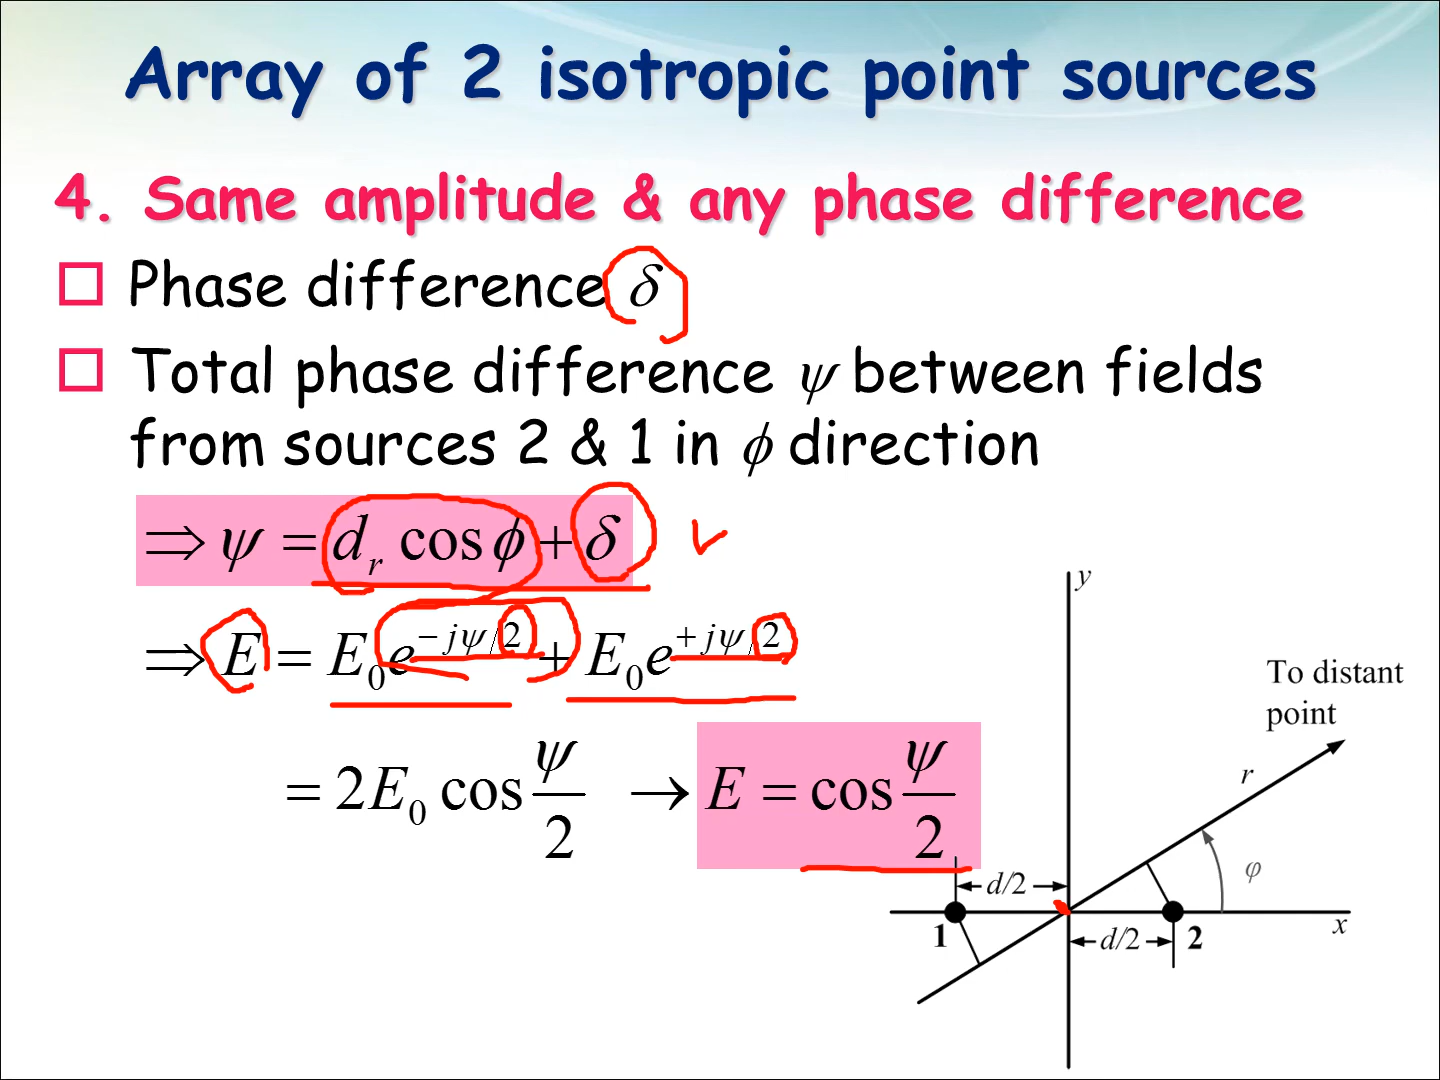 Array of 2 isotropic point sources
4. Same amplitude & any phase difference
Phase difference δ
Total phase difference ψ between fields
from sources 2 & 1 in ϕ direction
⇒ ψ = d_r cos ϕ + δ
⇒ E = E_0 e^{−jψ/2} + E_0 e^{+jψ/2}
= 2E_0 cos ψ/2 → E = cos ψ/2
y
To distant
point
r
φ
d/2
x
1
d/2
2